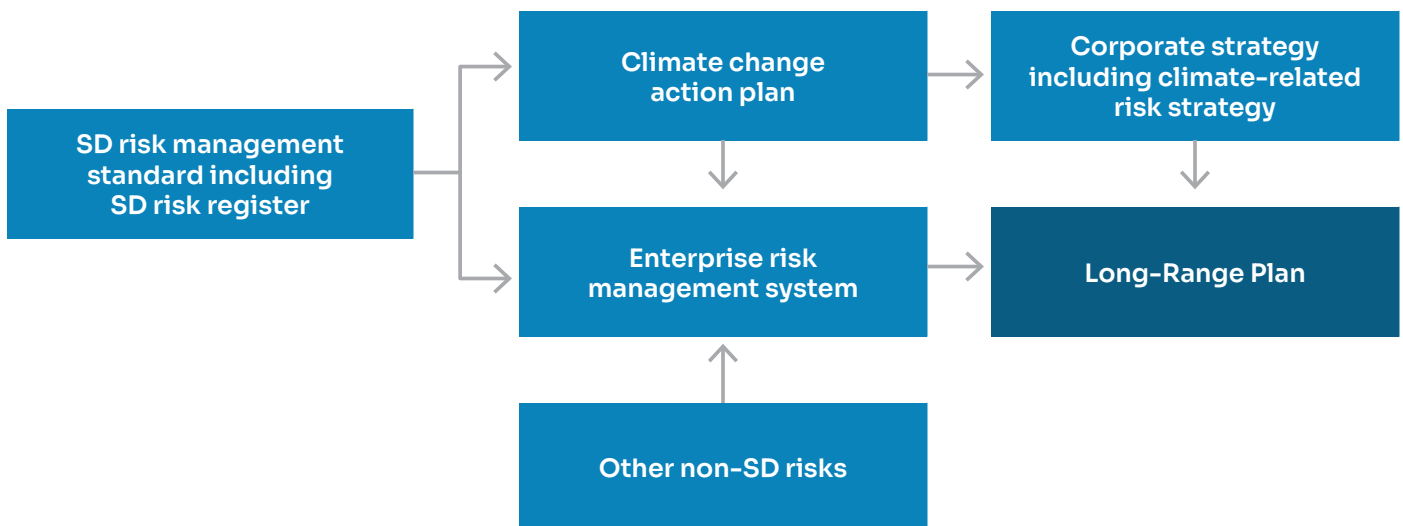 SD risk management
standard including
SD risk register
Climate change
action plan
Corporate strategy
including climate-related
risk strategy
Enterprise risk
management system
Long-Range Plan
Other non-SD risks